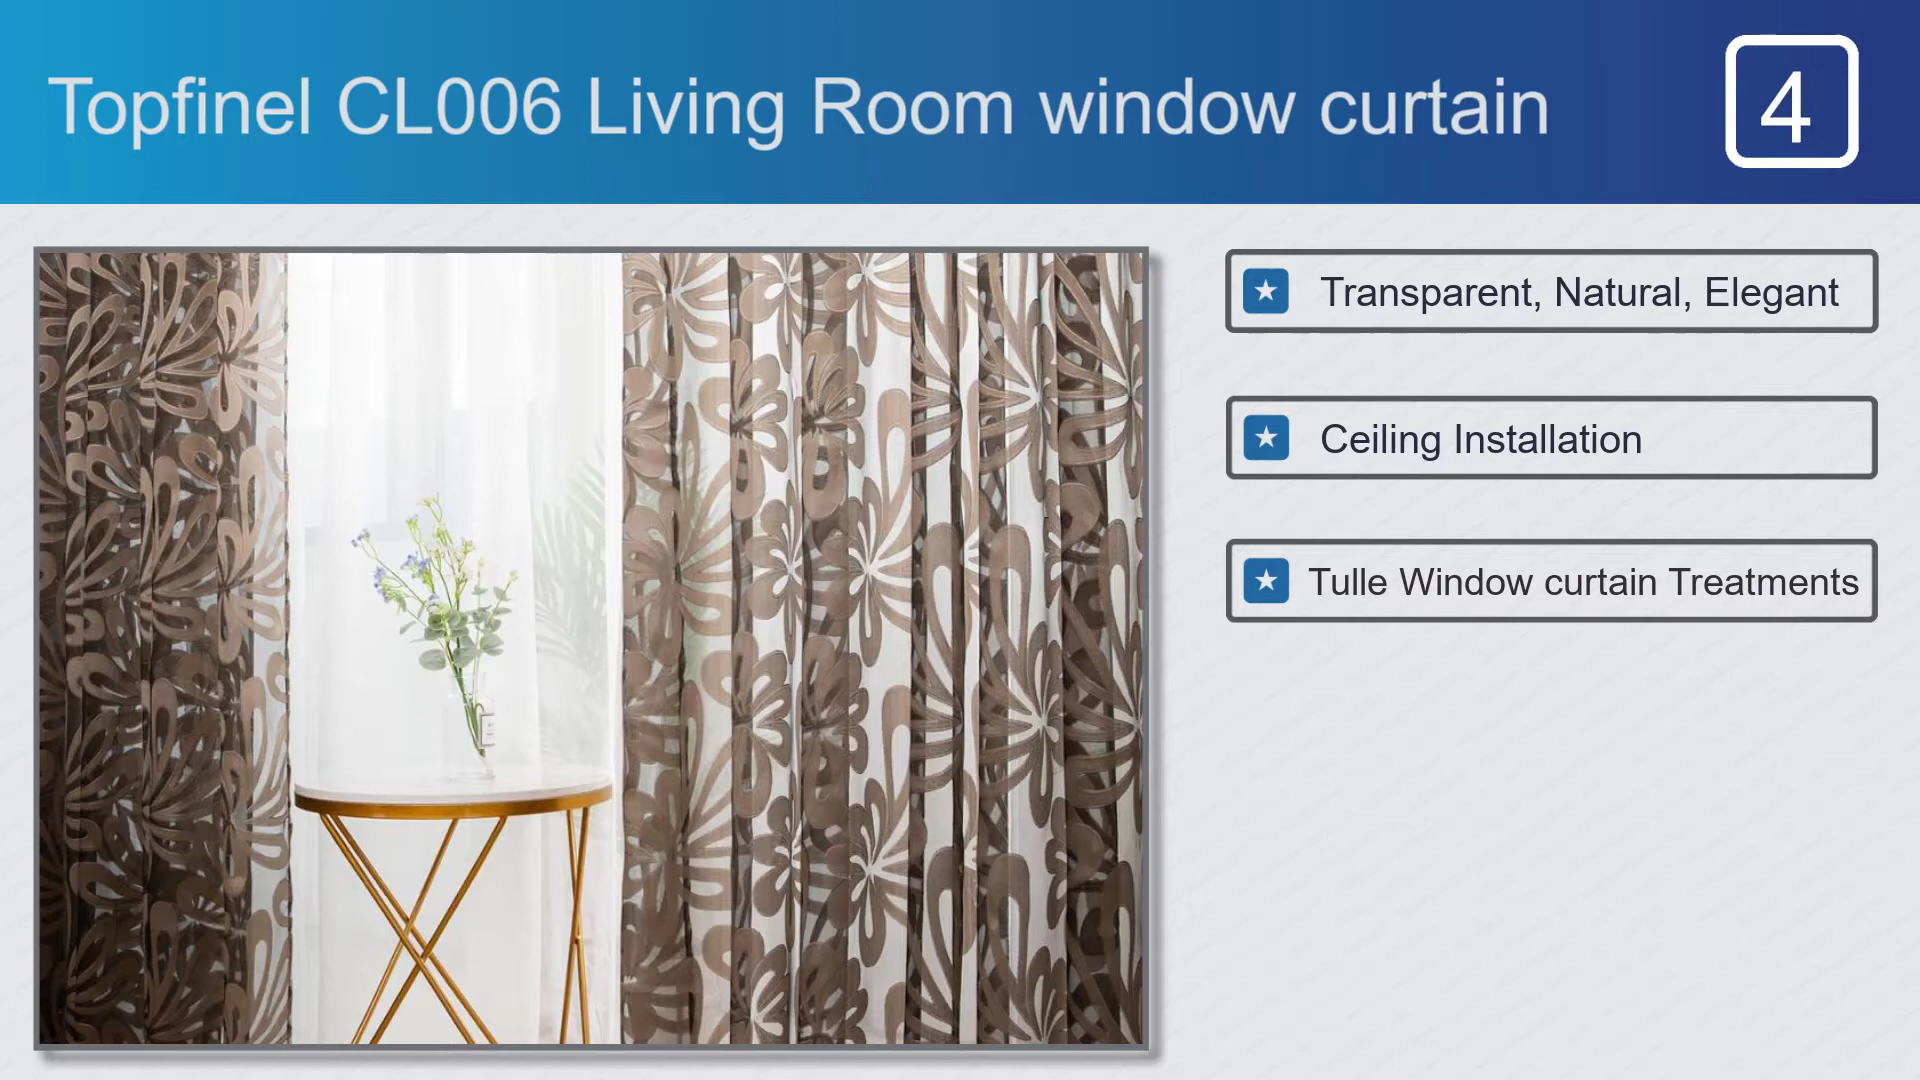 Topfinel CL006 Living Room window curtain
4
Transparent, Natural, Elegant
Ceiling Installation
Tulle Window curtain Treatments